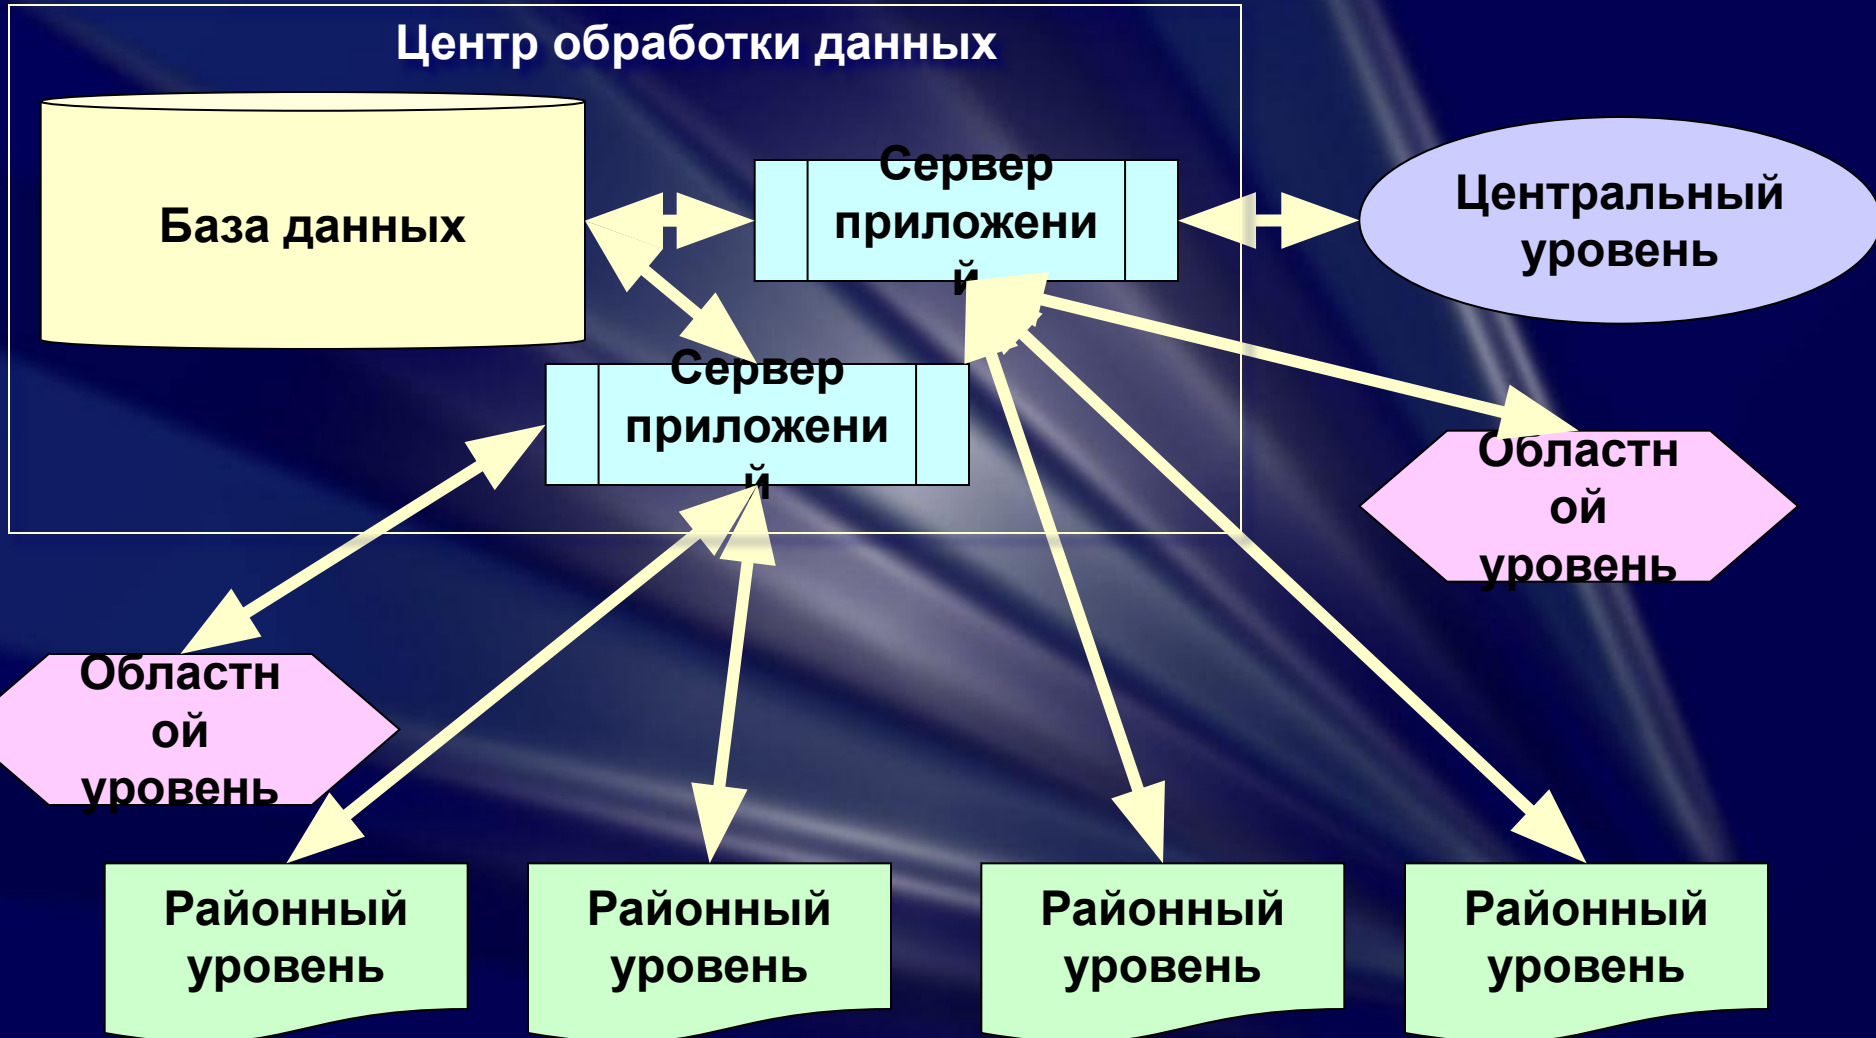 Центр обработки данных
База данных
Сервер
приложени
й
Центральный
уровень
Сервер
приложени
й
Областн
ой
уровень
Областн
ой
уровень
Районный
уровень
Районный
уровень
Районный
уровень
Районный
уровень